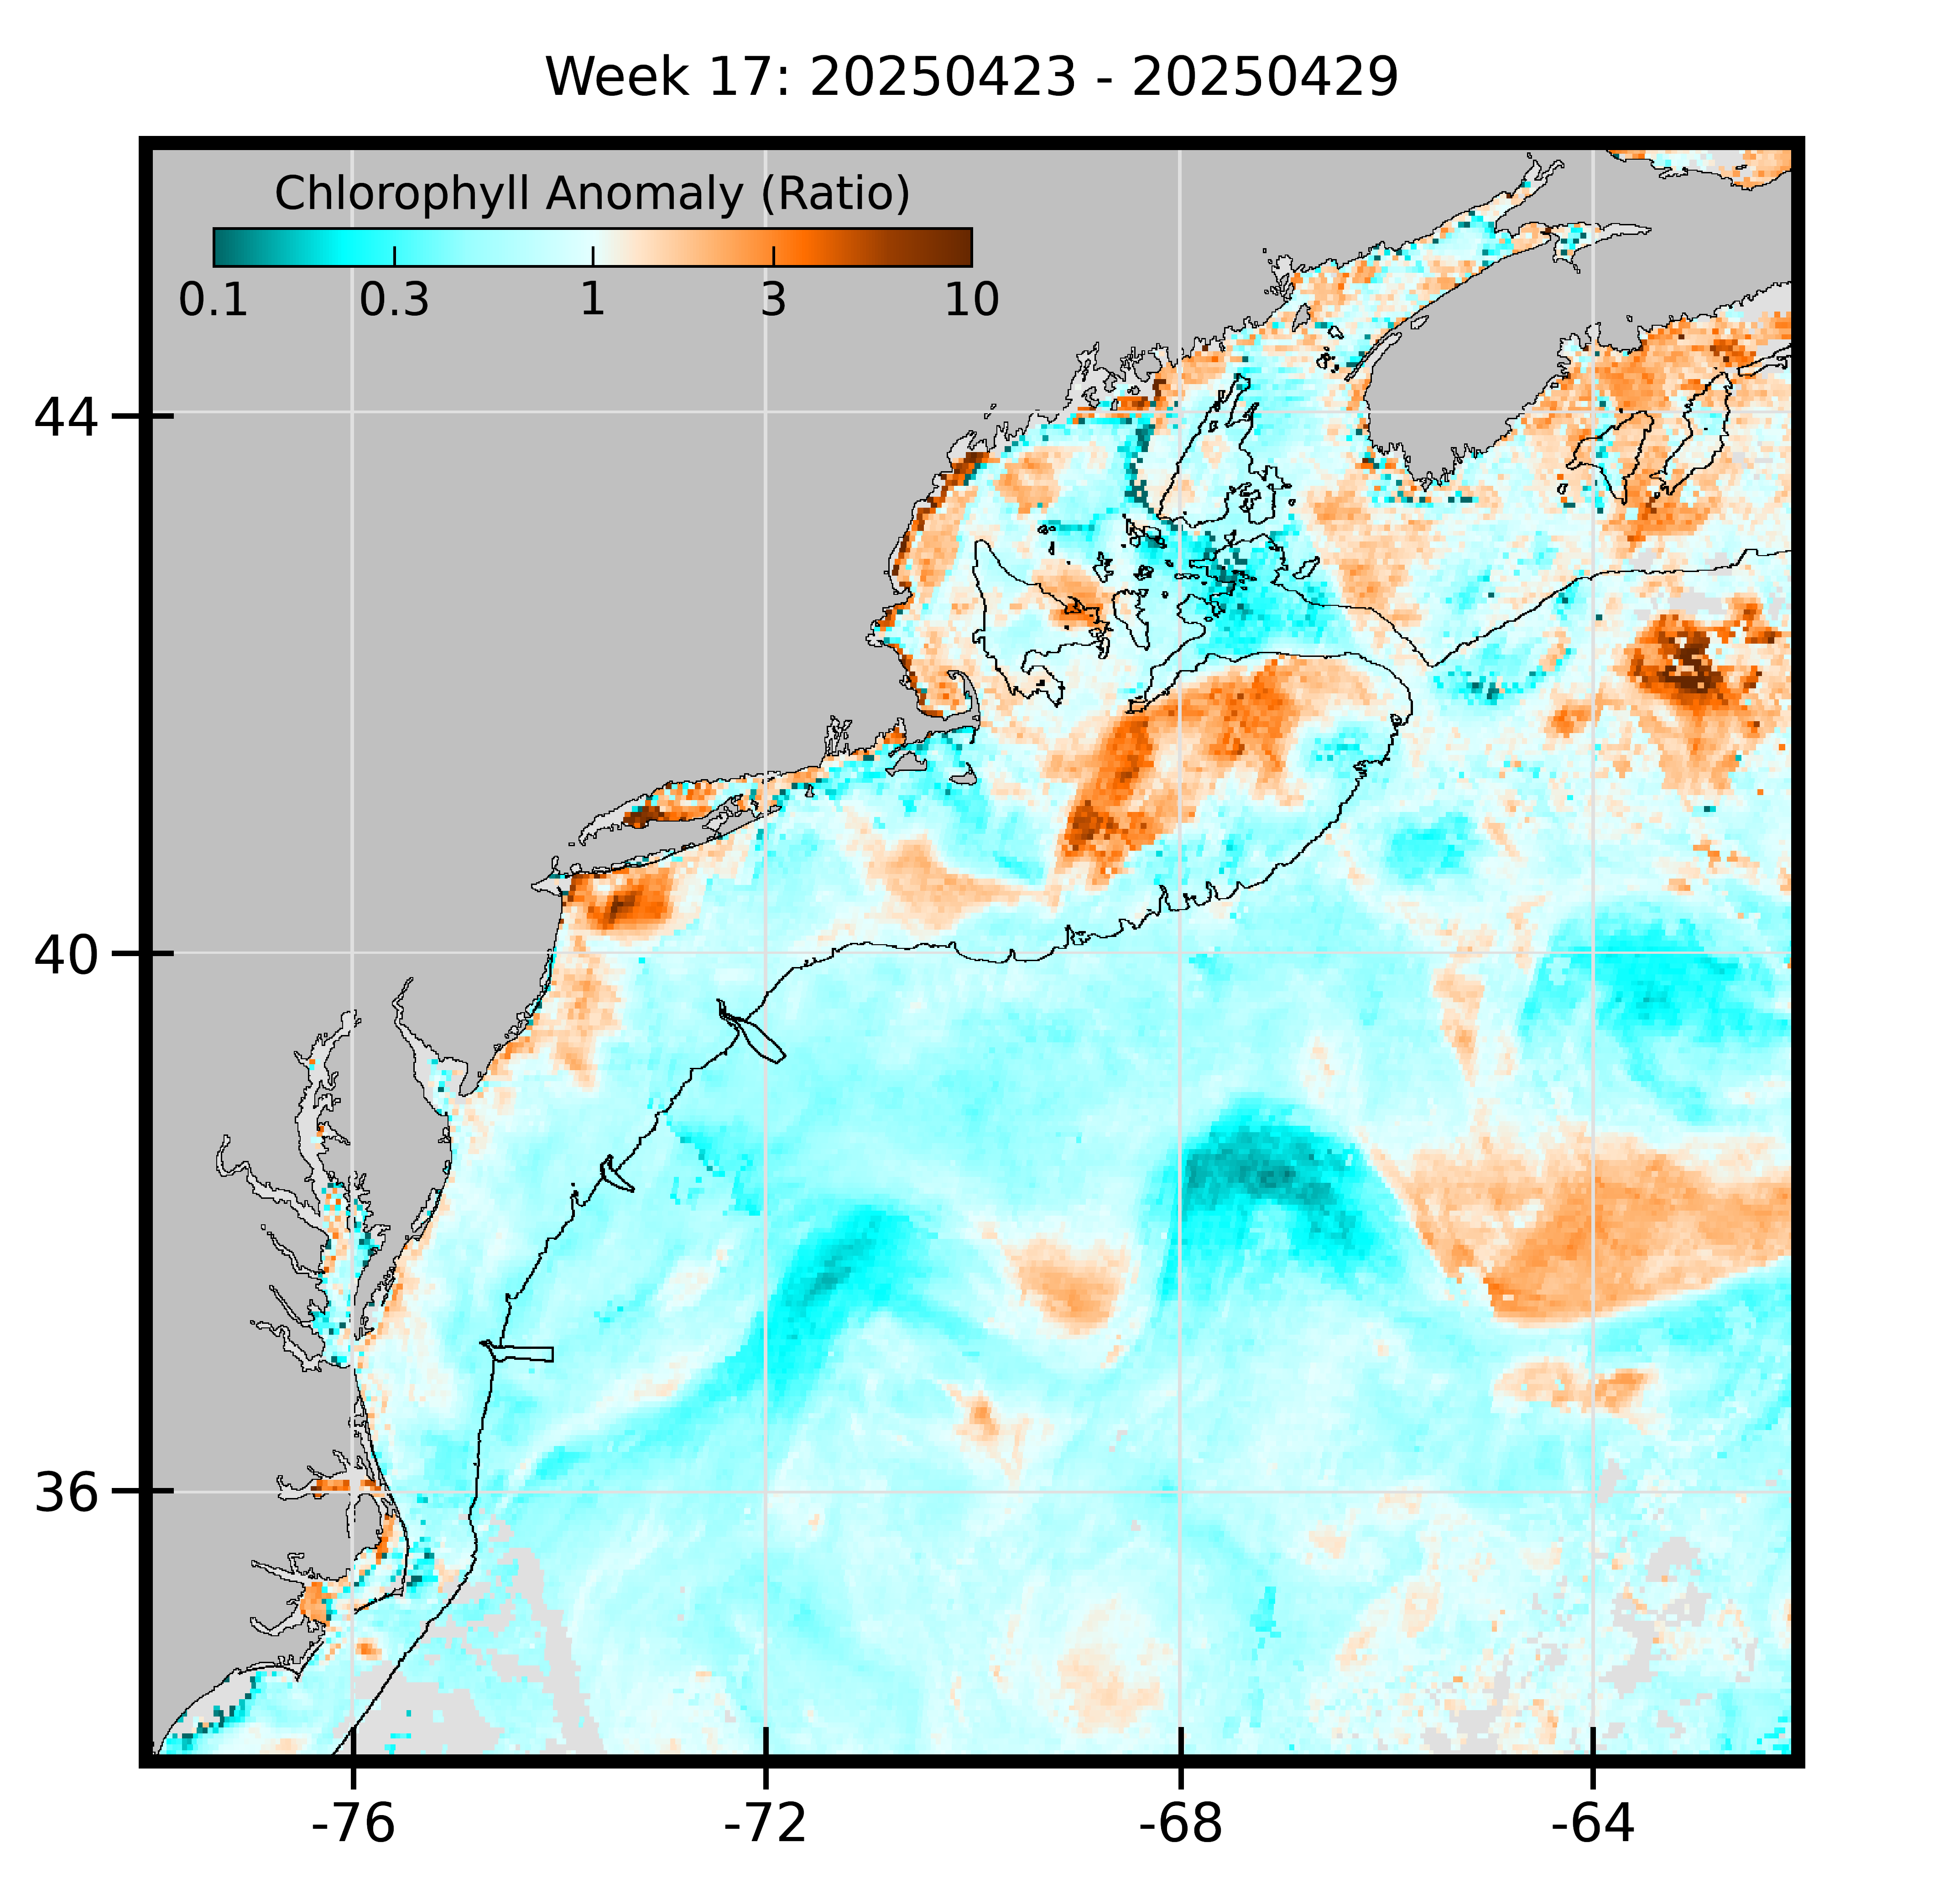 Week 17: 20250423 - 20250429
Chlorophyll Anomaly (Ratio)
0.1 0.3 1 3 10
44
40
36
-76 -72 -68 -64